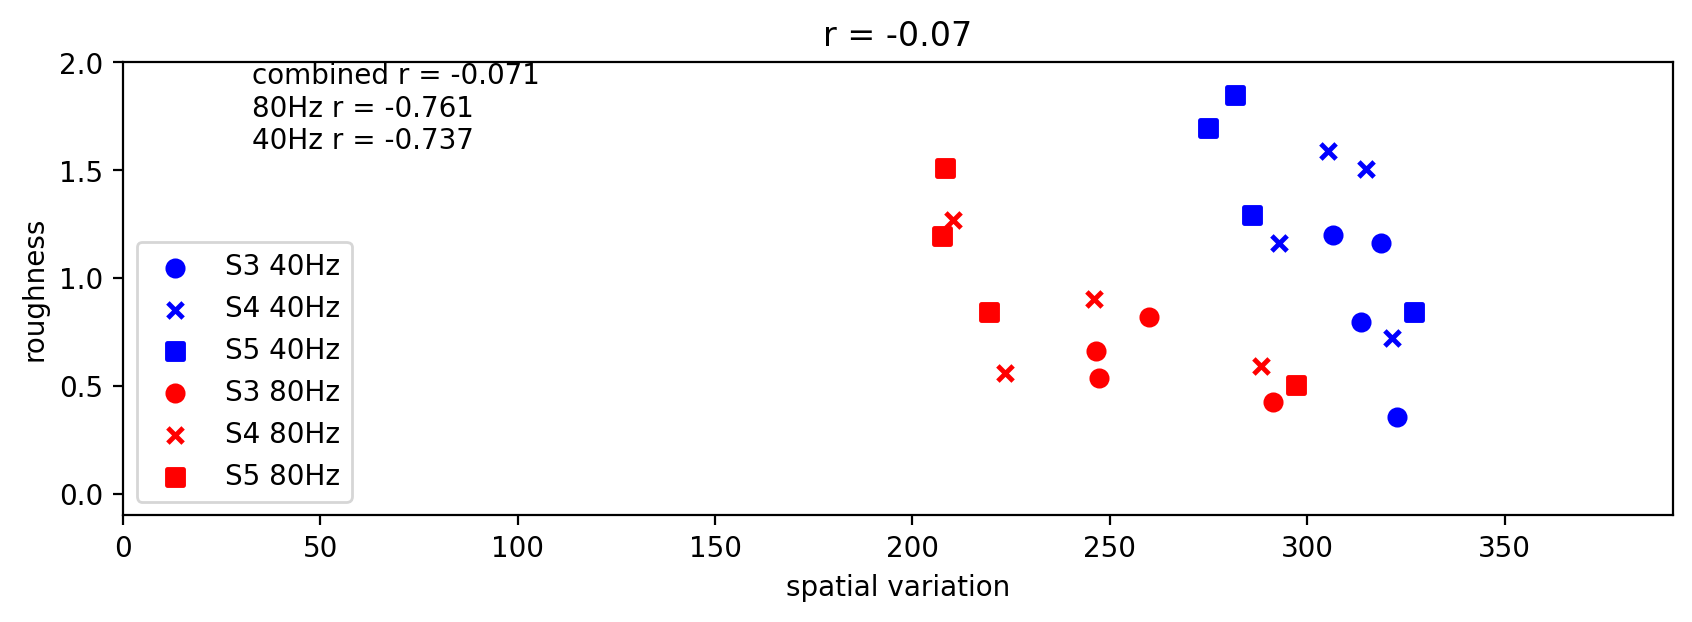 r = -0.07
combined r = -0.071
80Hz r = -0.761
40Hz r = -0.737
2.0
1.5
1.0
0.5
0.0
roughness
S3 40Hz
S4 40Hz
S5 40Hz
S3 80Hz
S4 80Hz
S5 80Hz
0 50 100 150 200 250 300 350
spatial variation